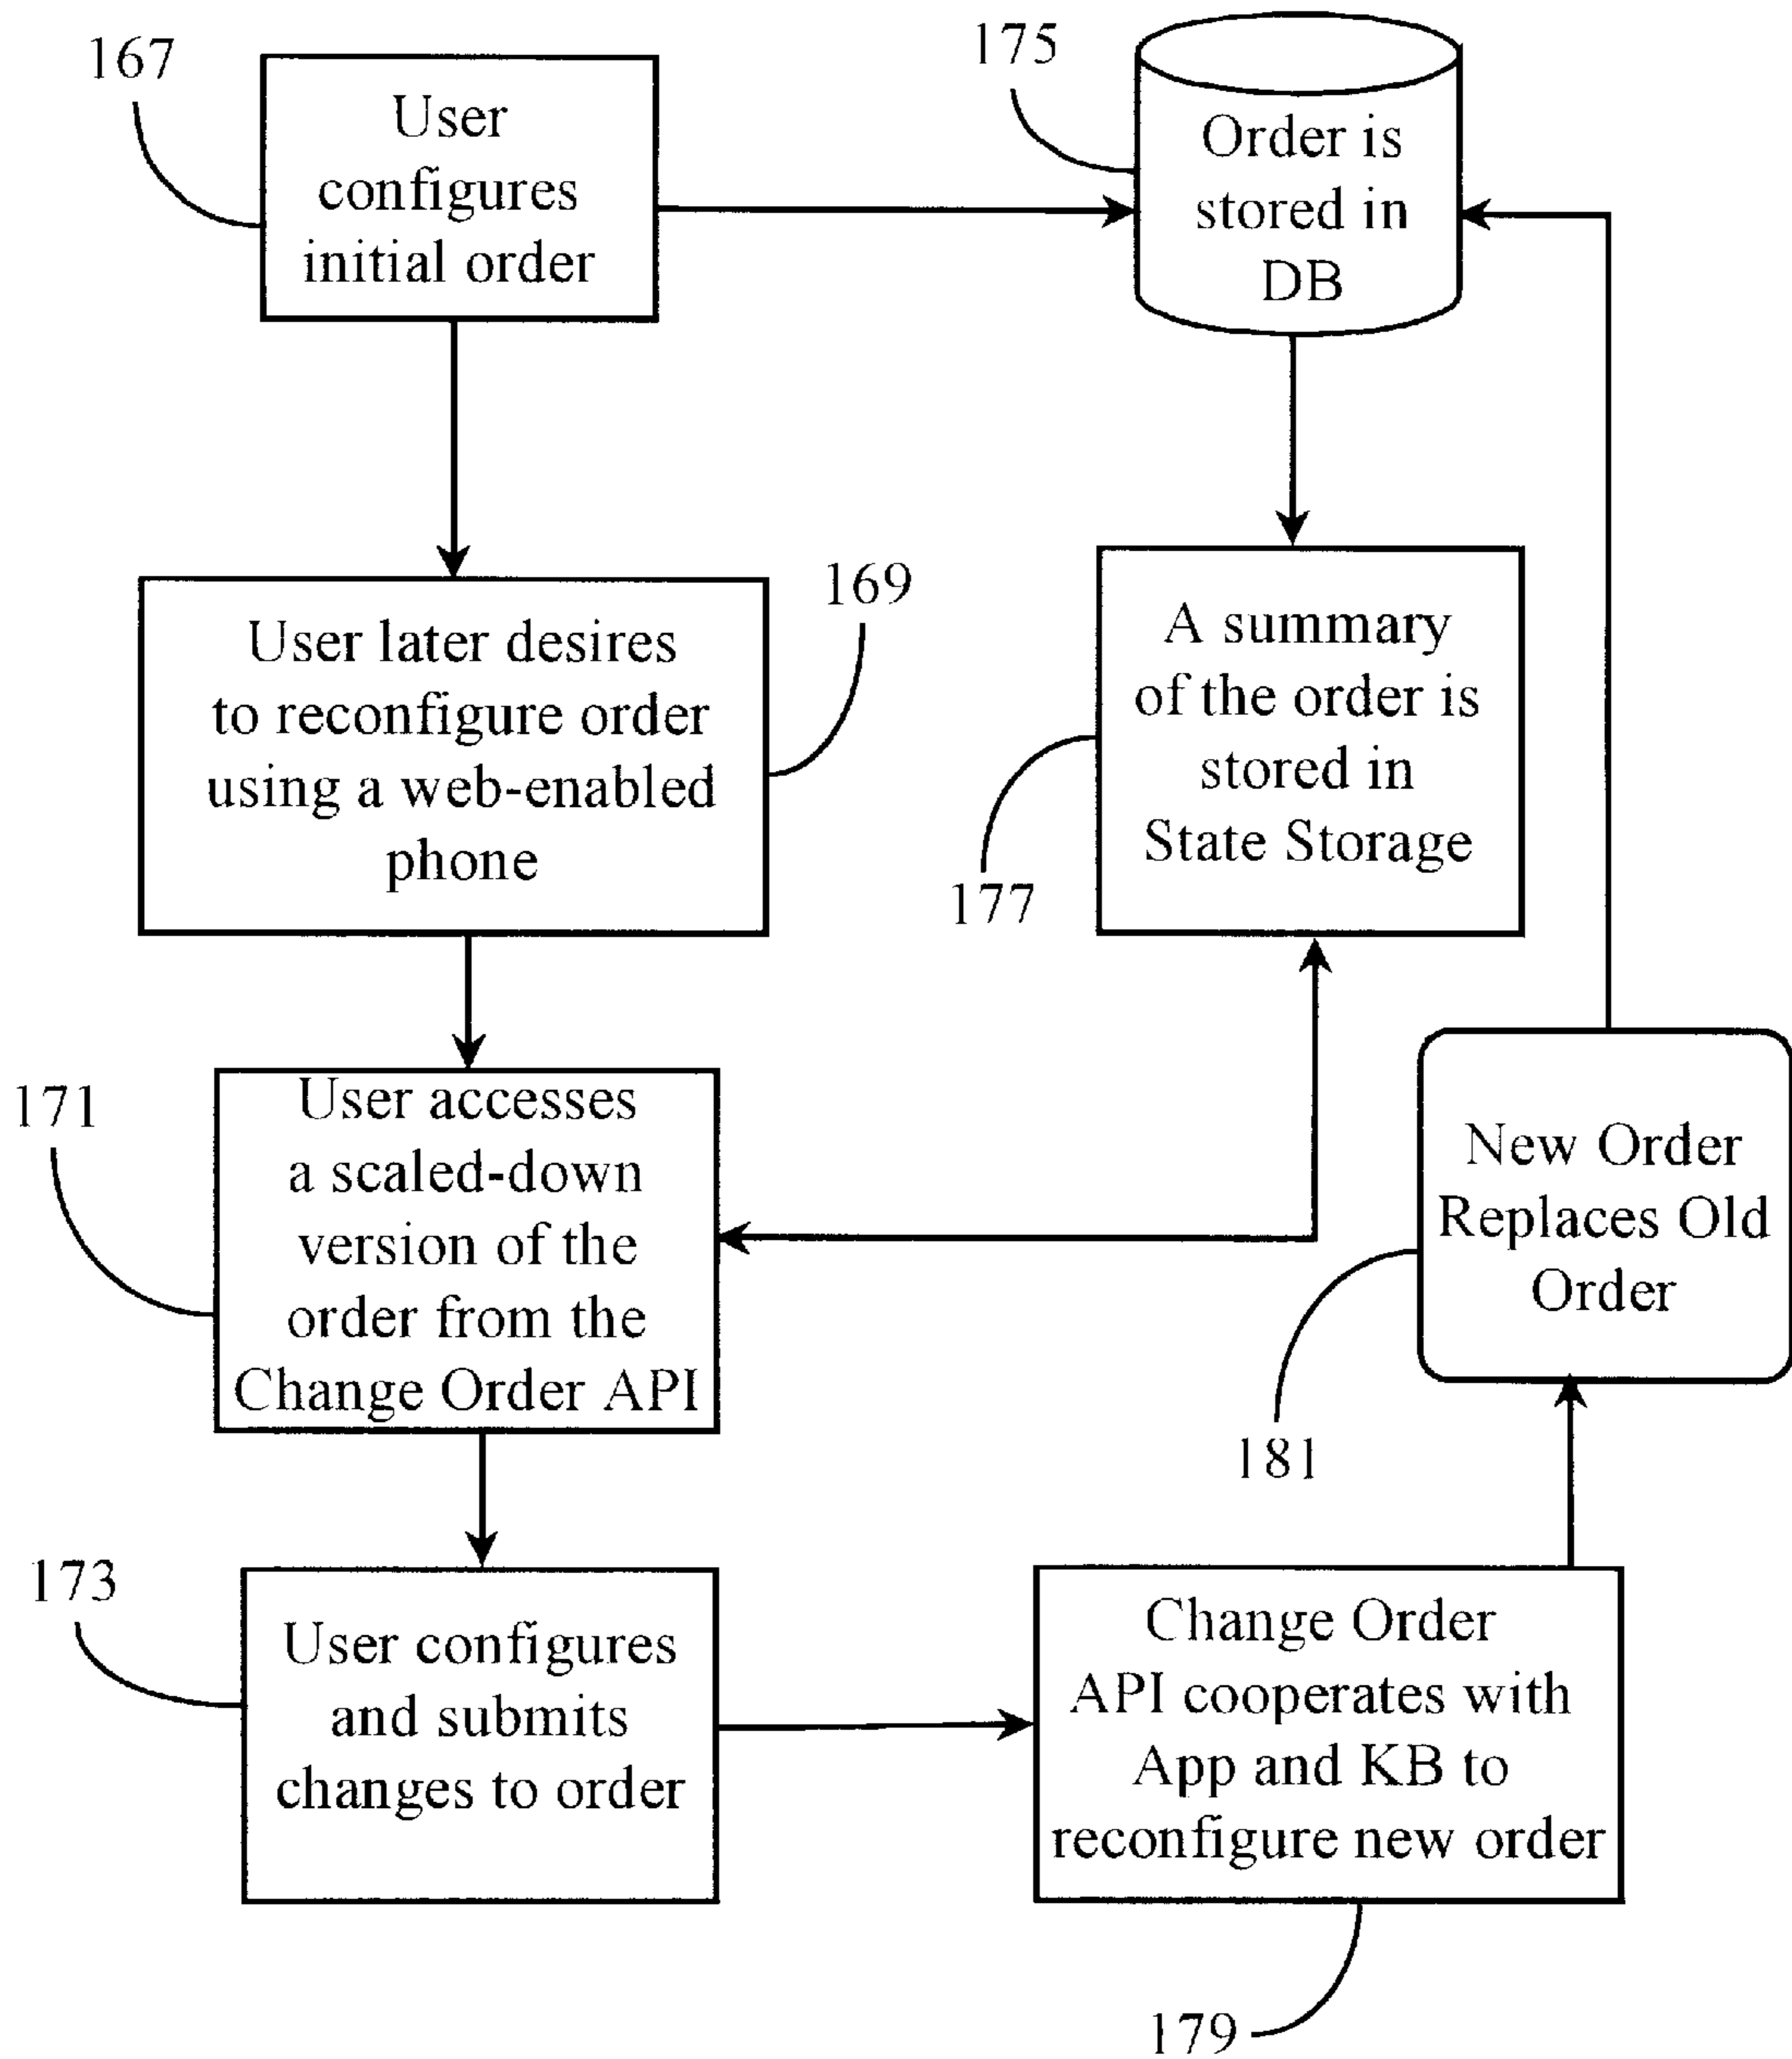 167
User
configures
initial order
175
Order is
stored in
DB
169
User later desires
to reconfigure order
using a web-enabled
phone
A summary
of the order is
stored in
State Storage
177
171
User accesses
a scaled-down
version of the
order from the
Change Order API
New Order
Replaces Old
Order
181
173
User configures
and submits
changes to order
Change Order
API cooperates with
App and KB to
reconfigure new order
179